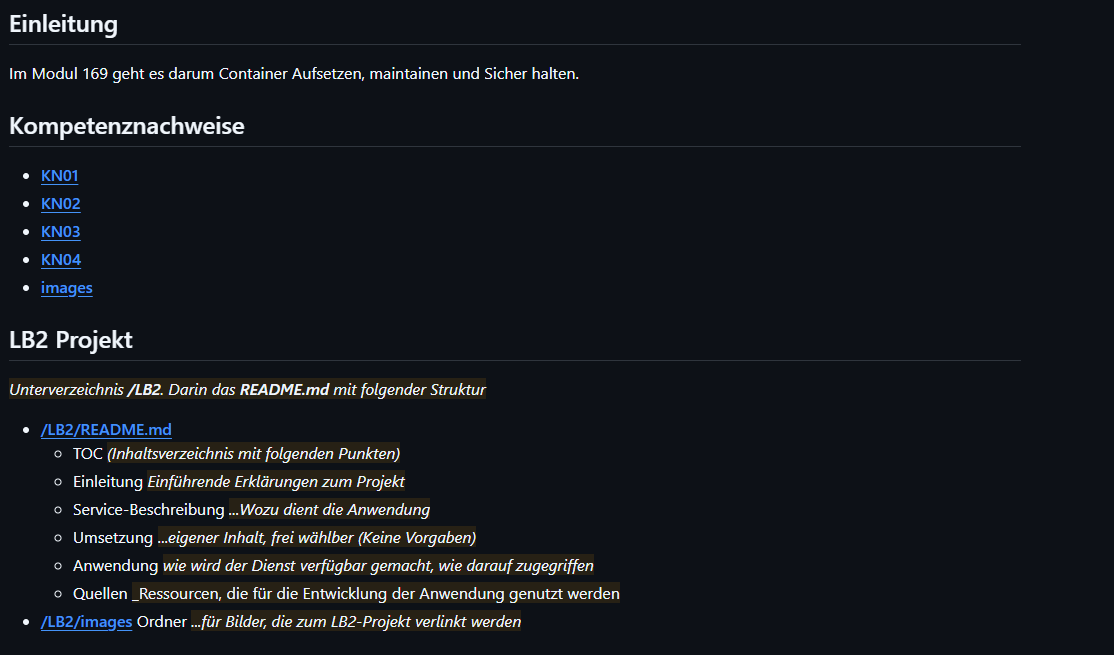 Einleitung
Im Modul 169 geht es darum Container Aufsetzen, maintainen und Sicher halten.
Kompetenznachweise
KN01
KN02
KN03
KN04
images
LB2 Projekt
Unterverzeichnis /LB2. Darin das README.md mit folgender Struktur
/LB2/README.md
TOC (Inhaltsverzeichnis mit folgenden Punkten)
Einleitung Einführende Erklärungen zum Projekt
Service-Beschreibung ...Wozu dient die Anwendung
Umsetzung ...eigener Inhalt, frei wählber (Keine Vorgaben)
Anwendung wie wird der Dienst verfügbar gemacht, wie darauf zugegriffen
Quellen _Ressourcen, die für die Entwicklung der Anwendung genutzt werden
/LB2/images Ordner ...für Bilder, die zum LB2-Projekt verlinkt werden